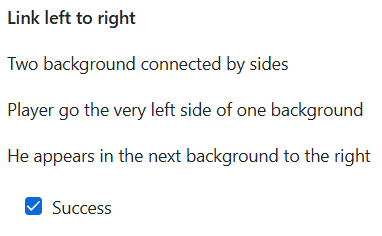 Link left to right
Two background connected by sides
Player go the very left side of one background
He appears in the next background to the right
Success